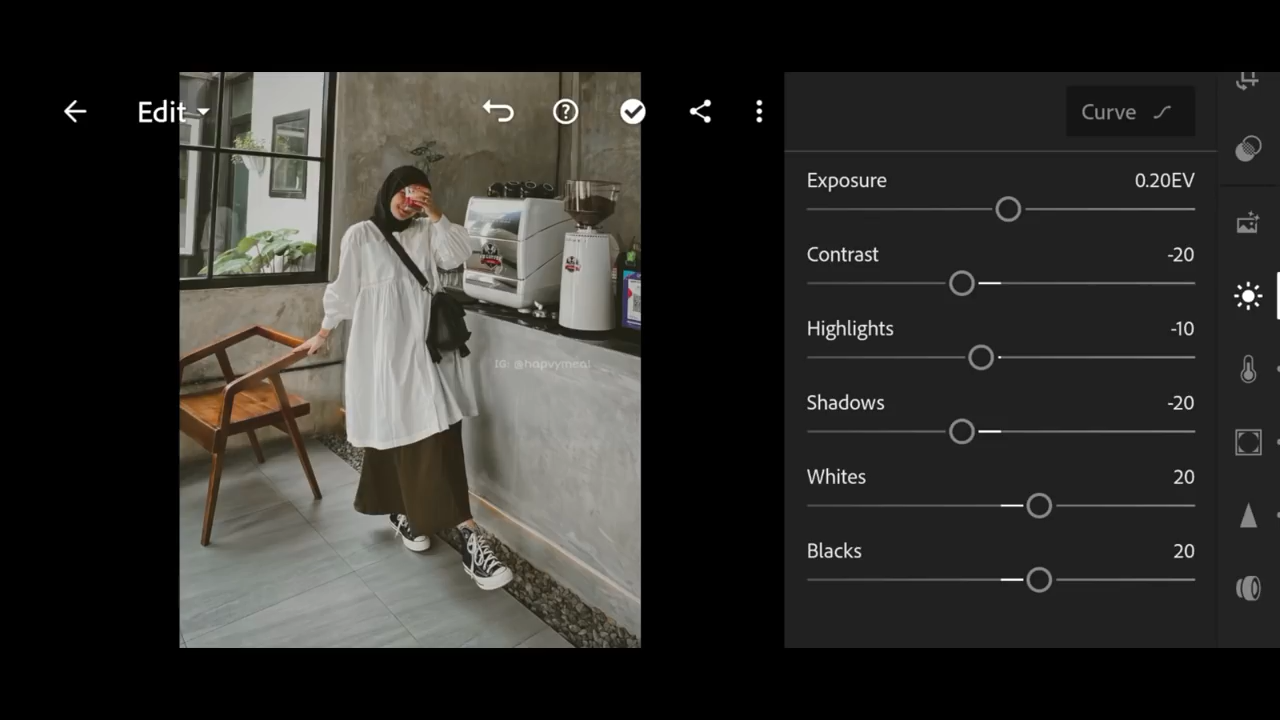 Edit
Curve
Exposure 0.20EV
Contrast -20
Highlights -10
Shadows -20
Whites 20
Blacks 20